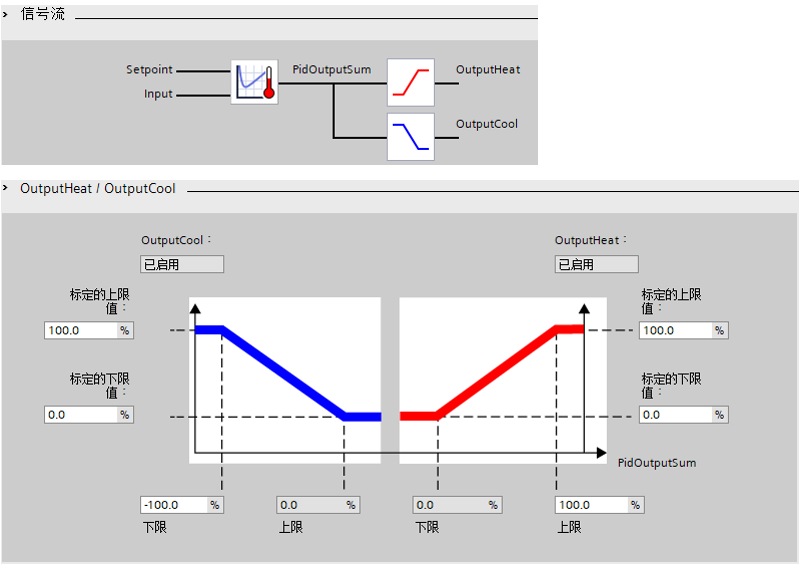 信号流
Setpoint
PidOutputSum
OutputHeat
Input
OutputCool
OutputHeat / OutputCool
OutputCool：
OutputHeat：
已启用
已启用
标定的上限
值：
标定的上限
值：
100.0 %
100.0 %
标定的下限
值：
标定的下限
值：
0.0 %
0.0 %
PidOutputSum
-100.0 %
0.0 %
0.0 %
100.0 %
下限
上限
下限
上限